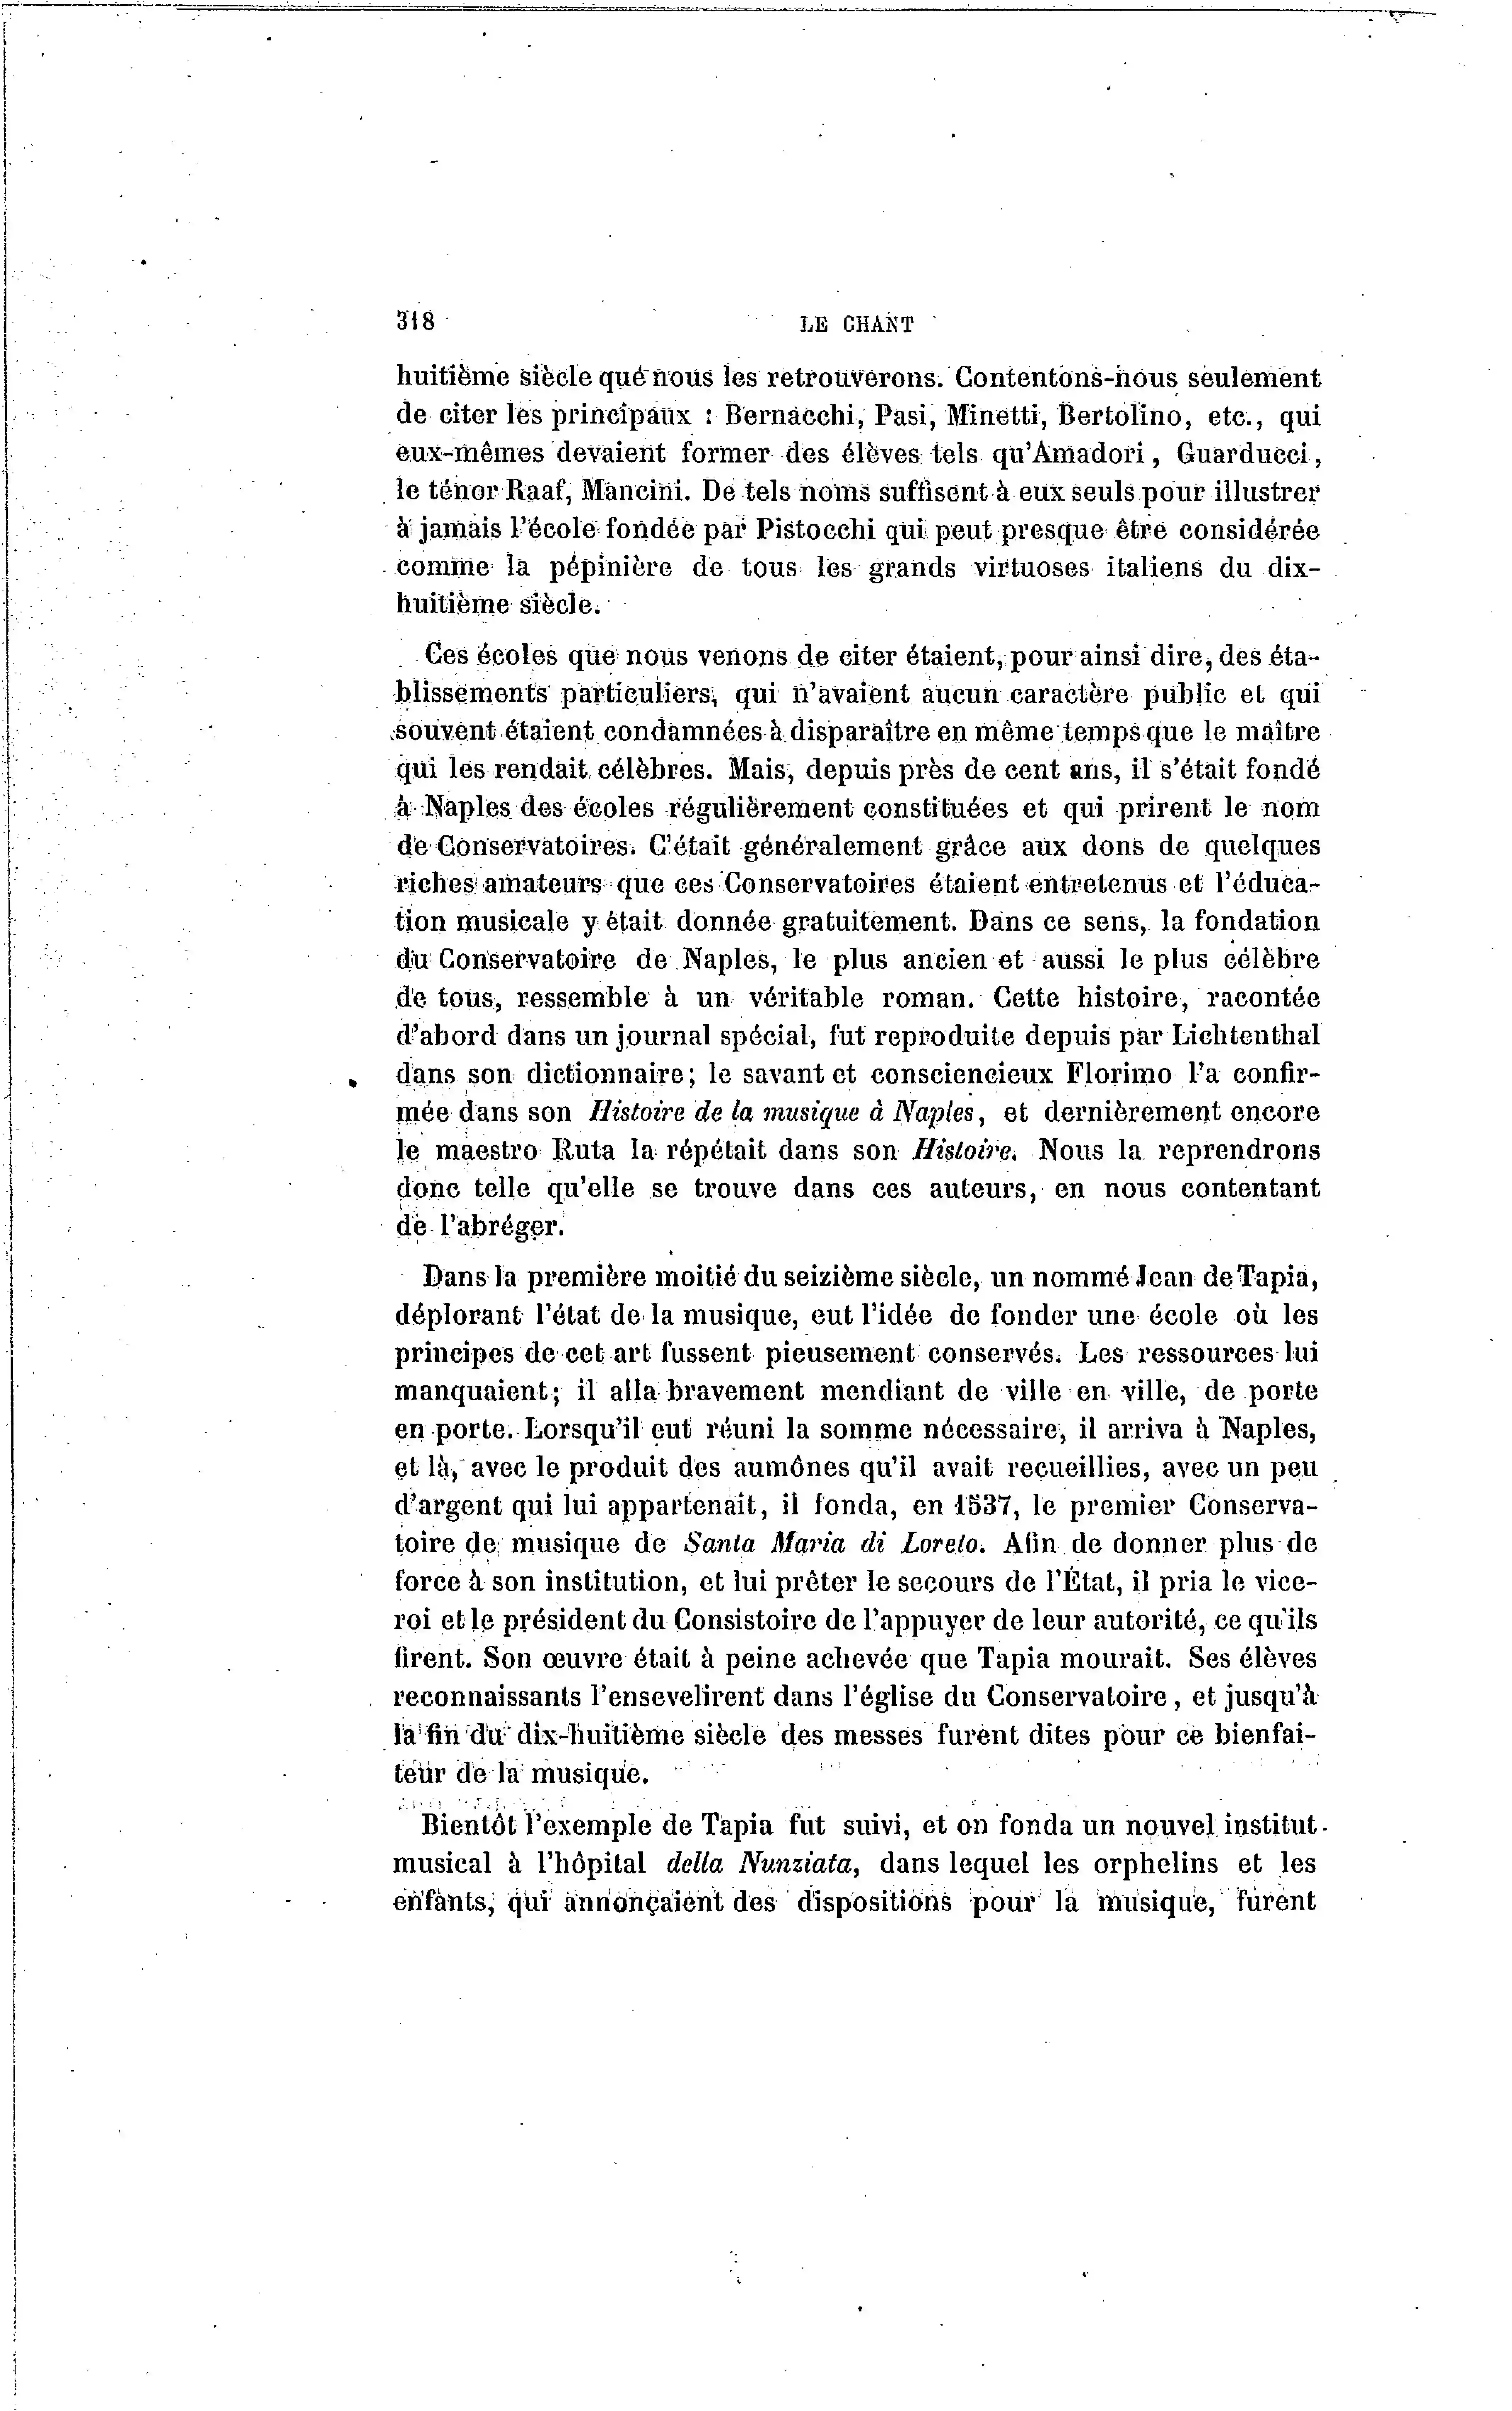 318
LE CHANT
huitième siècle que nous les retrouverons. Contentons-nous seulement
de citer les principaux : Bernacchi, Pasi, Minetti, Bertolino, etc., qui
eux-mêmes devaient former des élèves tels qu'Amadori, Guarducci,
le ténor Raaf, Mancini. De tels noms suffisent à eux seuls pour illustrer
à jamais l'école fondée par Pistocchi qui peut presque être considérée
comme la pépinière de tous les grands virtuoses italiens du dix-
huitième siècle.
Ces écoles que nous venons de citer étaient, pour ainsi dire, des éta-
blissements particuliers, qui n'avaient aucun caractère public et qui
souvent étaient condamnées à disparaître en même temps que le maître
qui les rendait célèbres. Mais, depuis près de cent ans, il s'était fondé
à Naples des écoles régulièrement constituées et qui prirent le nom
de Conservatoires. C'était généralement grâce aux dons de quelques
riches amateurs que ces Conservatoires étaient entretenus et l'éduca-
tion musicale y était donnée gratuitement. Dans ce sens, la fondation
du Conservatoire de Naples, le plus ancien et aussi le plus célèbre
de tous, ressemble à un véritable roman. Cette histoire, racontée
d'abord dans un journal spécial, fut reproduite depuis par Lichtenthal
dans son dictionnaire; le savant et consciencieux Florimo l'a confir-
mée dans son Histoire de la musique à Naples, et dernièrement encore
le maestro Ruta la répétait dans son Histoire. Nous la reprendrons
donc telle qu'elle se trouve dans ces auteurs, en nous contentant
de l'abréger.
Dans la première moitié du seizième siècle, un nommé Jean de Tapia,
déplorant l'état de la musique, eut l'idée de fonder une école où les
principes de cet art fussent pieusement conservés. Les ressources lui
manquaient; il alla bravement mendiant de ville en ville, de porte
en porte. Lorsqu'il eut réuni la somme nécessaire, il arriva à Naples,
et là, avec le produit des aumônes qu'il avait recueillies, avec un peu
d'argent qui lui appartenait, il fonda, en 1537, le premier Conserva-
toire de musique de Santa Maria di Loreto. Afin de donner plus de
force à son institution, et lui prêter le secours de l'État, il pria le vice-
roi et le président du Consistoire de l'appuyer de leur autorité, ce qu'ils
firent. Son œuvre était à peine achevée que Tapia mourait. Ses élèves
reconnaissants l'ensevelirent dans l'église du Conservatoire, et jusqu'à
la fin du dix-huitième siècle des messes furent dites pour ce bienfai-
teur de la musique.
Bientôt l'exemple de Tapia fut suivi, et on fonda un nouvel institut
musical à l'hôpital della Nunziata, dans lequel les orphelins et les
enfants, qui annonçaient des dispositions pour la musique, furent